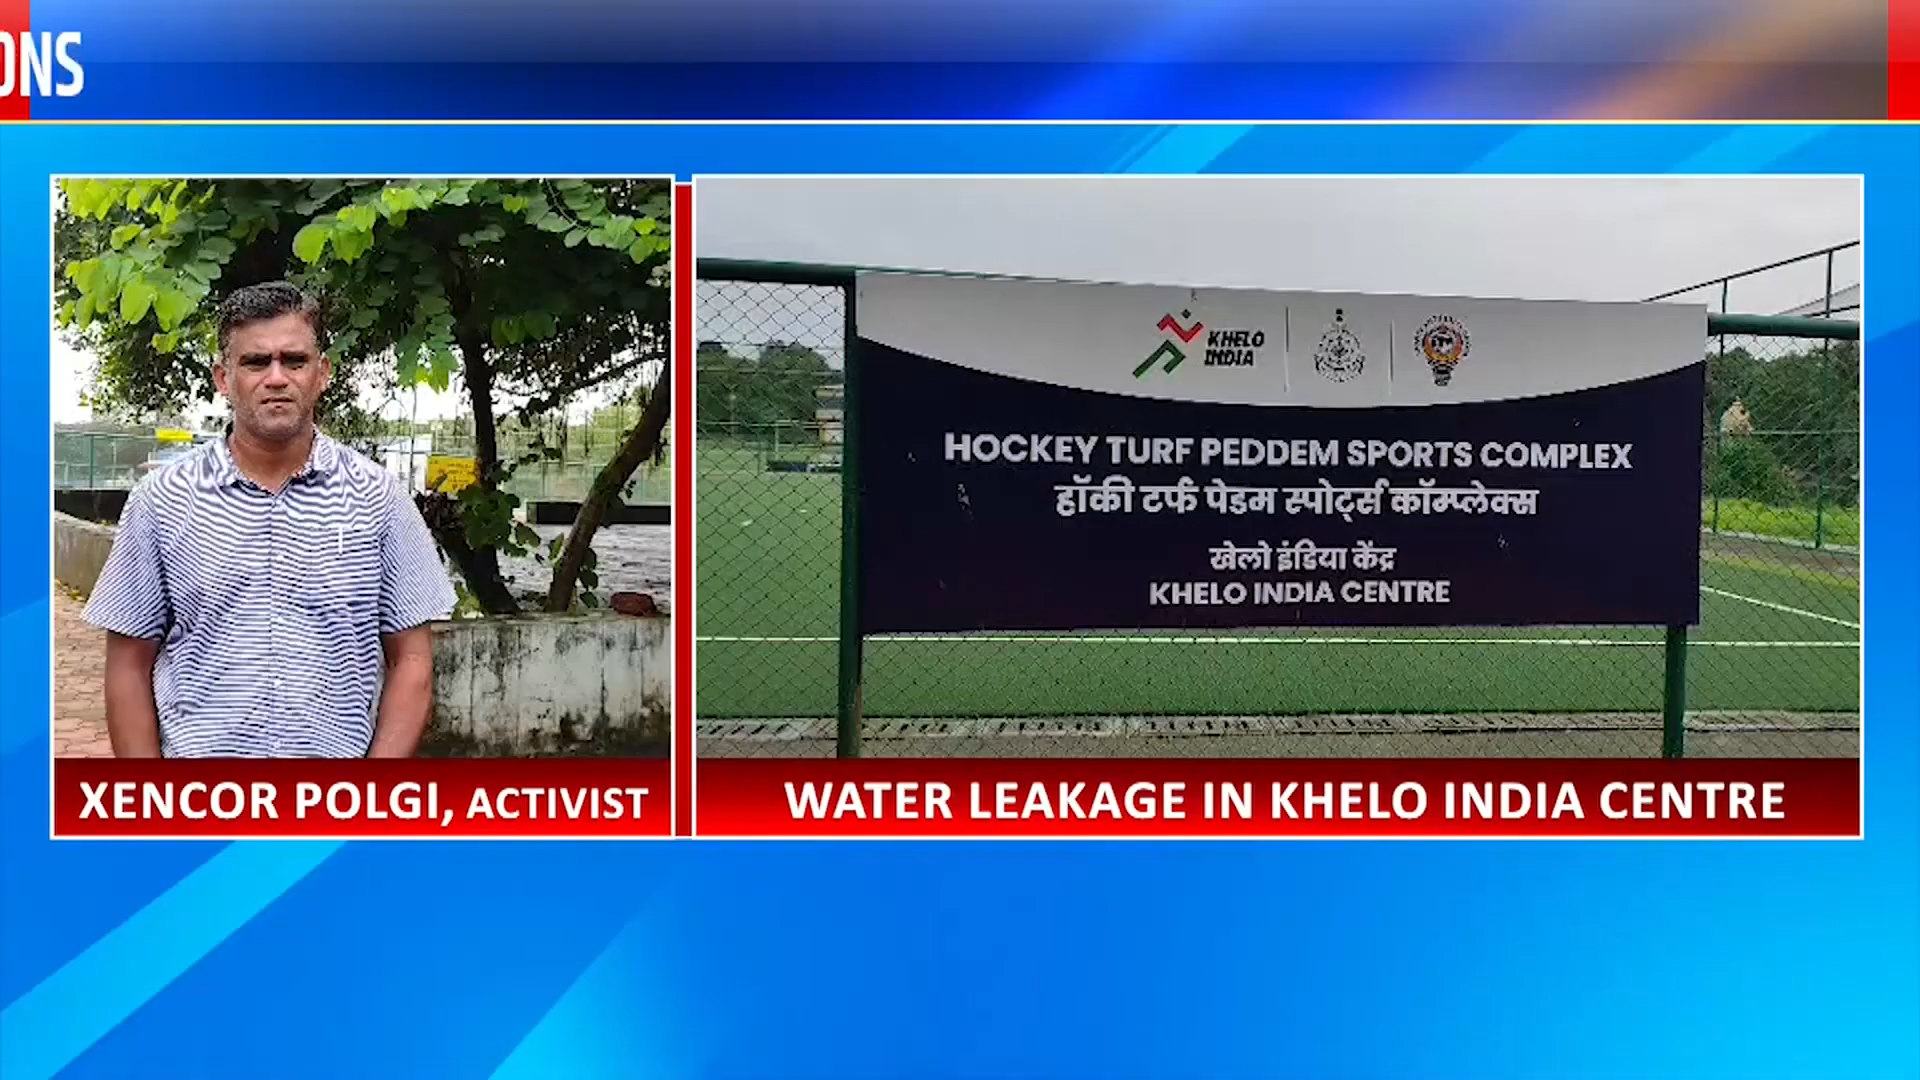 ONS
KHELO
INDIA
HOCKEY TURF PEDDEM SPORTS COMPLEX
हॉकी टर्फ पेडम स्पोर्ट्स कॉम्प्लेक्स
खेलो इंडिया केंद्र
KHELO INDIA CENTRE
XENCOR POLGI, ACTIVIST
WATER LEAKAGE IN KHELO INDIA CENTRE